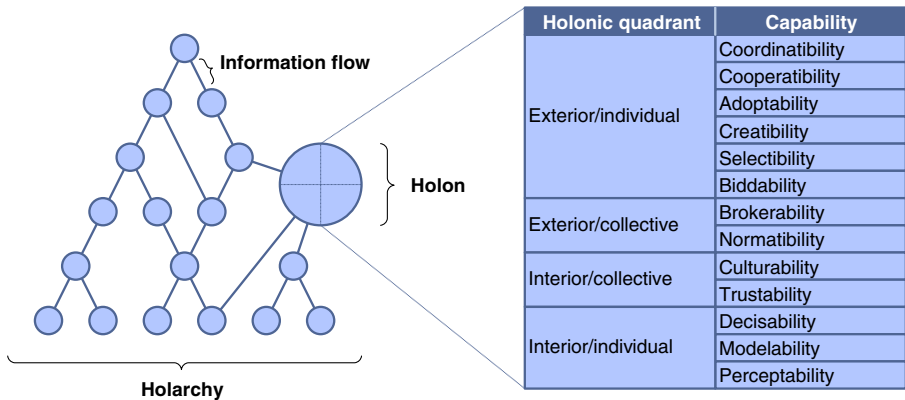 Information flow
Holon
Holarchy
Holonic quadrant Capability
Exterior/individual
Coordinatibility
Cooperatibility
Adoptability
Creatibility
Selectibility
Biddability
Exterior/collective
Brokerability
Normatibility
Interior/collective
Culturability
Trustability
Interior/individual
Decisability
Modelability
Perceptability